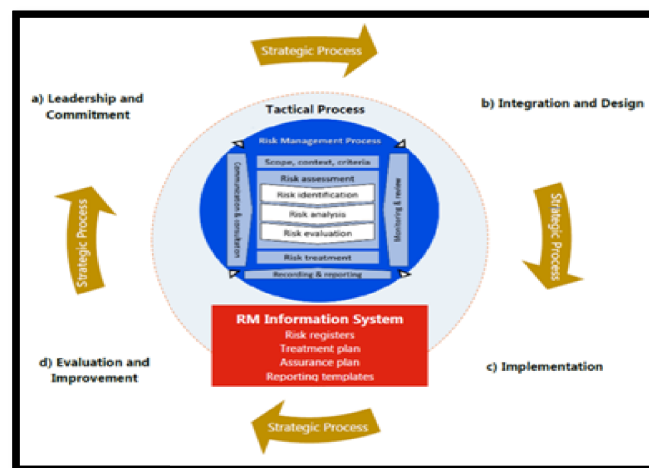 Strategic Process
a) Leadership and
Commitment
b) Integration and Design
Tactical Process
Risk Management Process
Scope, context, criteria
Risk assessment
Risk identification
Risk analysis
Risk evaluation
Risk treatment
Recording & reporting
Communication & consultation
Monitoring & review
Strategic Process
Strategic Process
RM Information System
Risk registers
Treatment plan
Assurance plan
Reporting templates
d) Evaluation and
Improvement
c) Implementation
Strategic Process